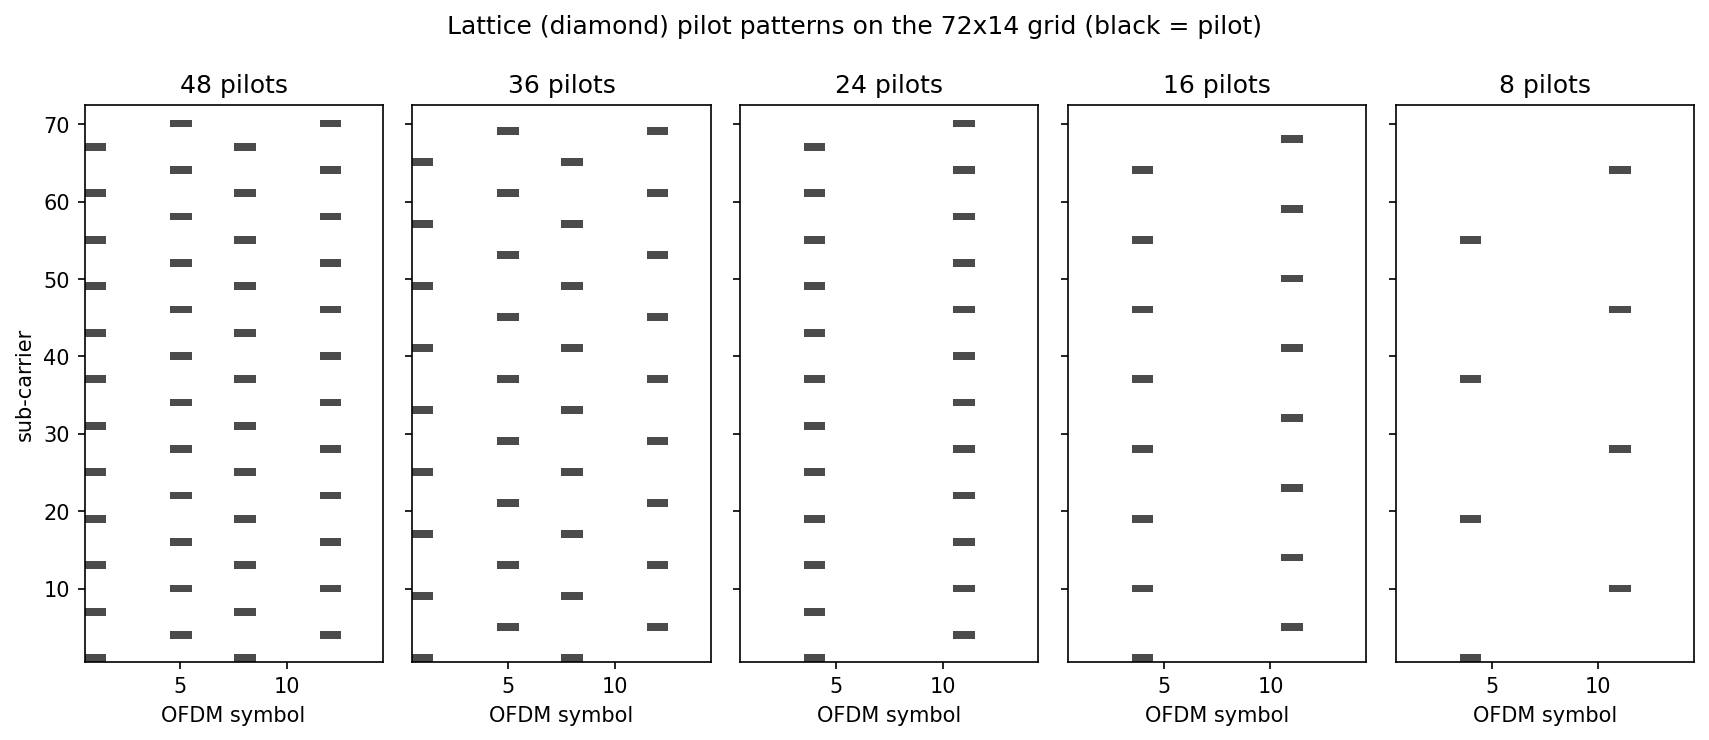 Lattice (diamond) pilot patterns on the 72x14 grid (black = pilot)
48 pilots
36 pilots
24 pilots
16 pilots
8 pilots
sub-carrier
70
60
50
40
30
20
10
5 10
5 10
5 10
5 10
5 10
OFDM symbol
OFDM symbol
OFDM symbol
OFDM symbol
OFDM symbol